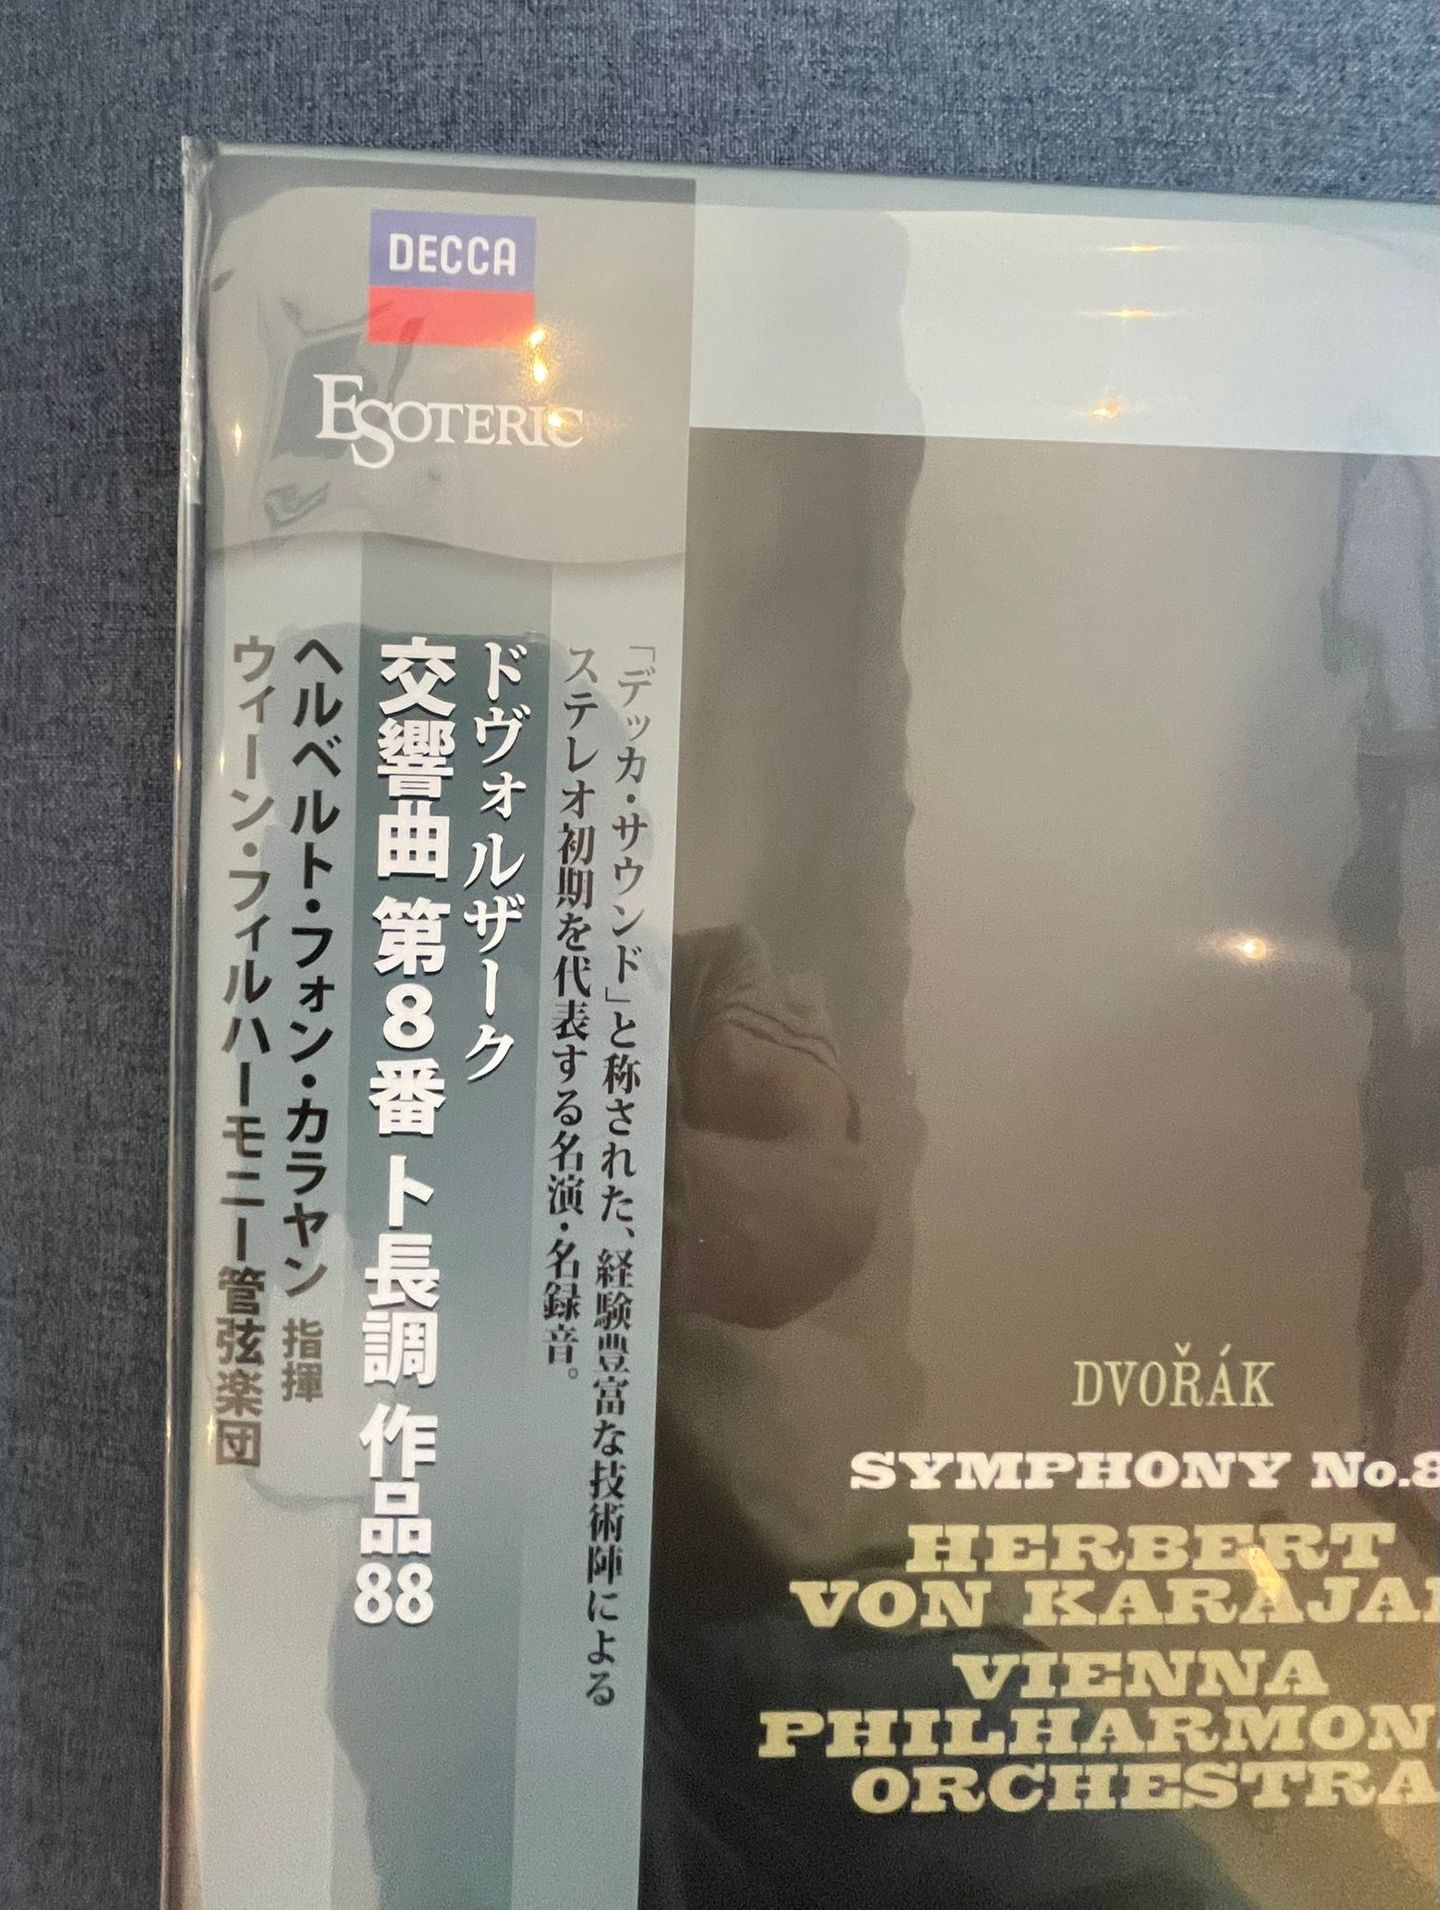 DECCA
ESOTERIC
「デッカ・サウンド」と称された、経験豊富な技術陣による
ステレオ初期を代表する名演・名録音。
ドヴォルザーク
交響曲 第8番 ト長調 作品88
ヘルベルト・フォン・カラヤン 指揮
ウィーン・フィルハーモニー管弦楽団
DVOŘÁK
SYMPHONY No.8
HERBERT
VON KARAJA
VIENNA
PHILHARMON
ORCHESTRA